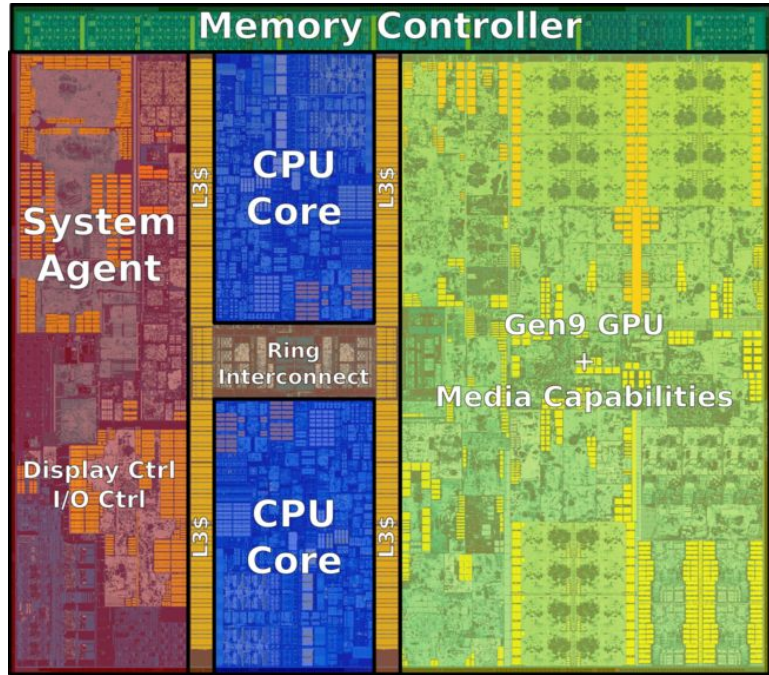 Memory Controller
System
Agent
Display Ctrl
I/O Ctrl
L3$
L3$
CPU
Core
Ring
Interconnect
CPU
Core
L3$
L3$
Gen9 GPU
+
Media Capabilities